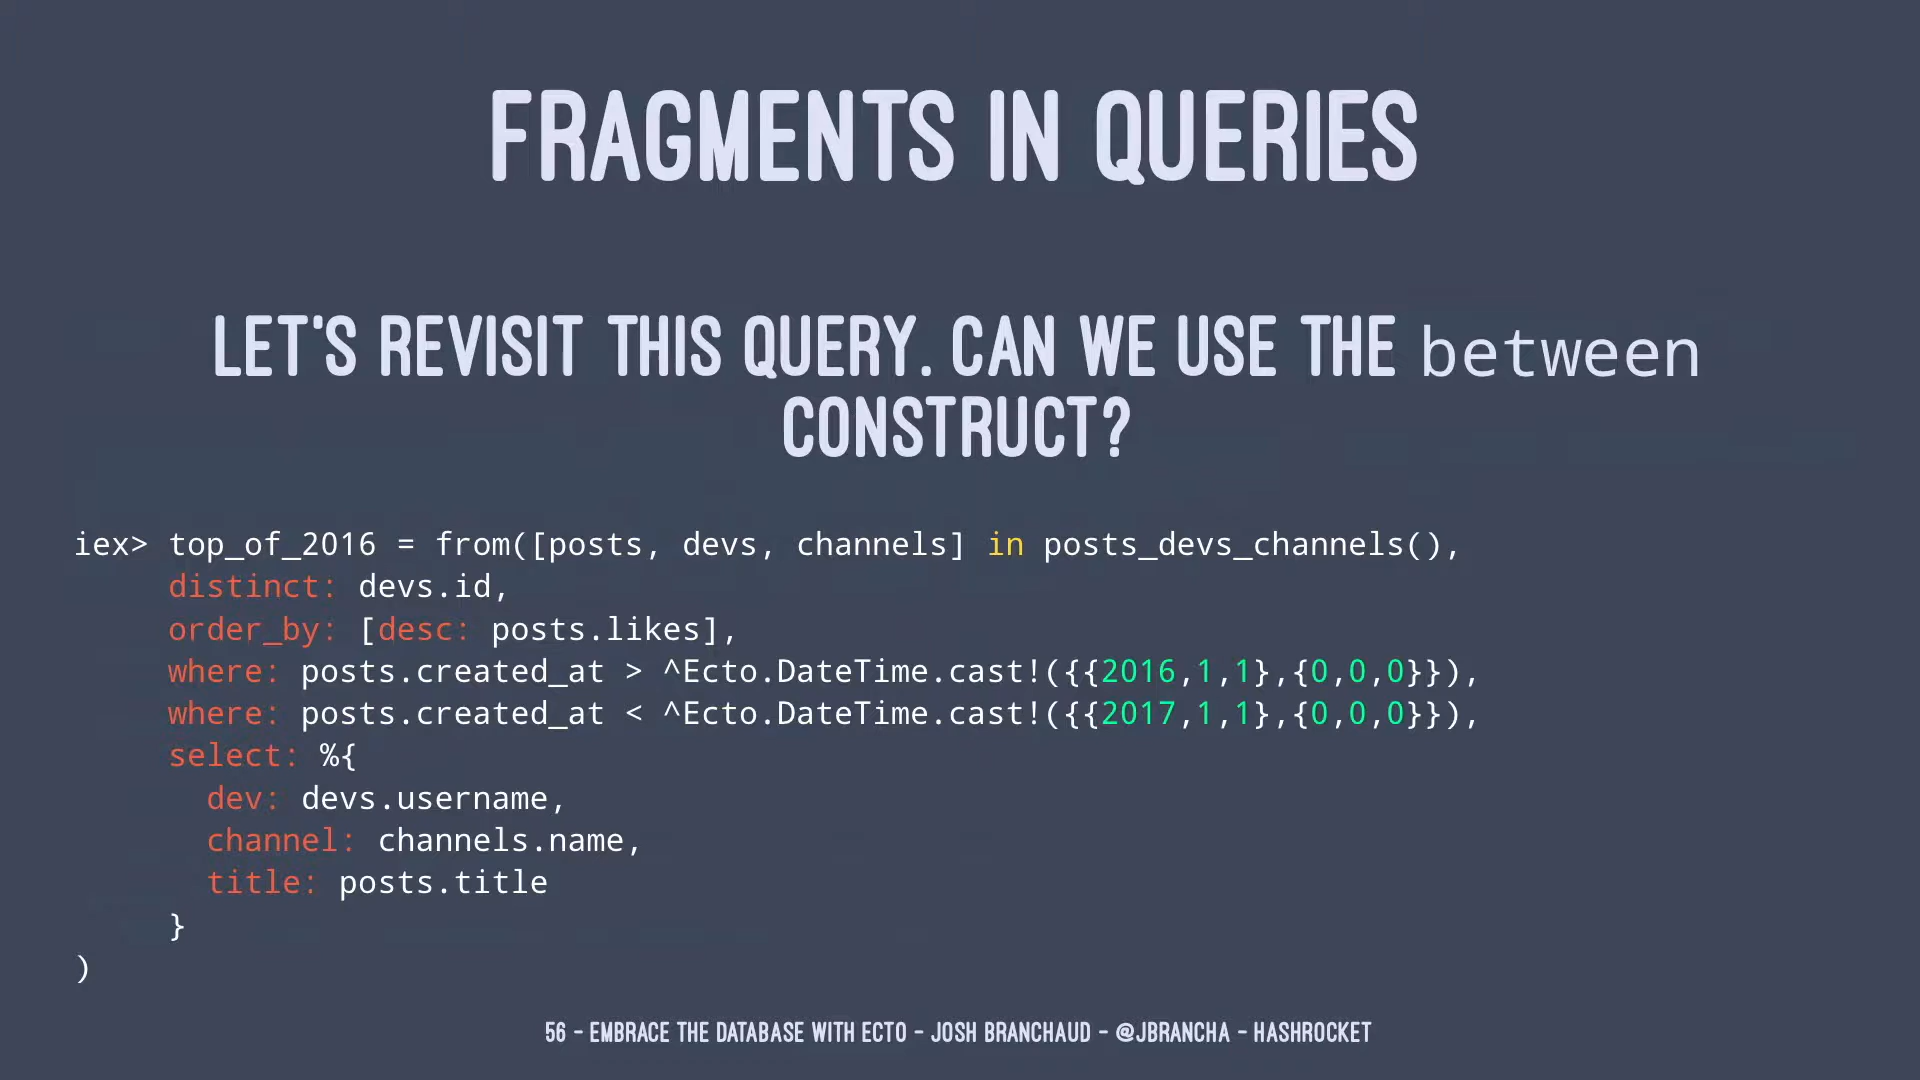 FRAGMENTS IN QUERIES
LET'S REVISIT THIS QUERY. CAN WE USE THE between
CONSTRUCT?
iex> top_of_2016 = from([posts, devs, channels] in posts_devs_channels(),
     distinct: devs.id,
     order_by: [desc: posts.likes],
     where: posts.created_at > ^Ecto.DateTime.cast!({{2016,1,1},{0,0,0}}),
     where: posts.created_at < ^Ecto.DateTime.cast!({{2017,1,1},{0,0,0}}),
     select: %{
       dev: devs.username,
       channel: channels.name,
       title: posts.title
     }
)
56 - EMBRACE THE DATABASE WITH ECTO - JOSH BRANCHAUD - @JBRANCHA - HASHROCKET